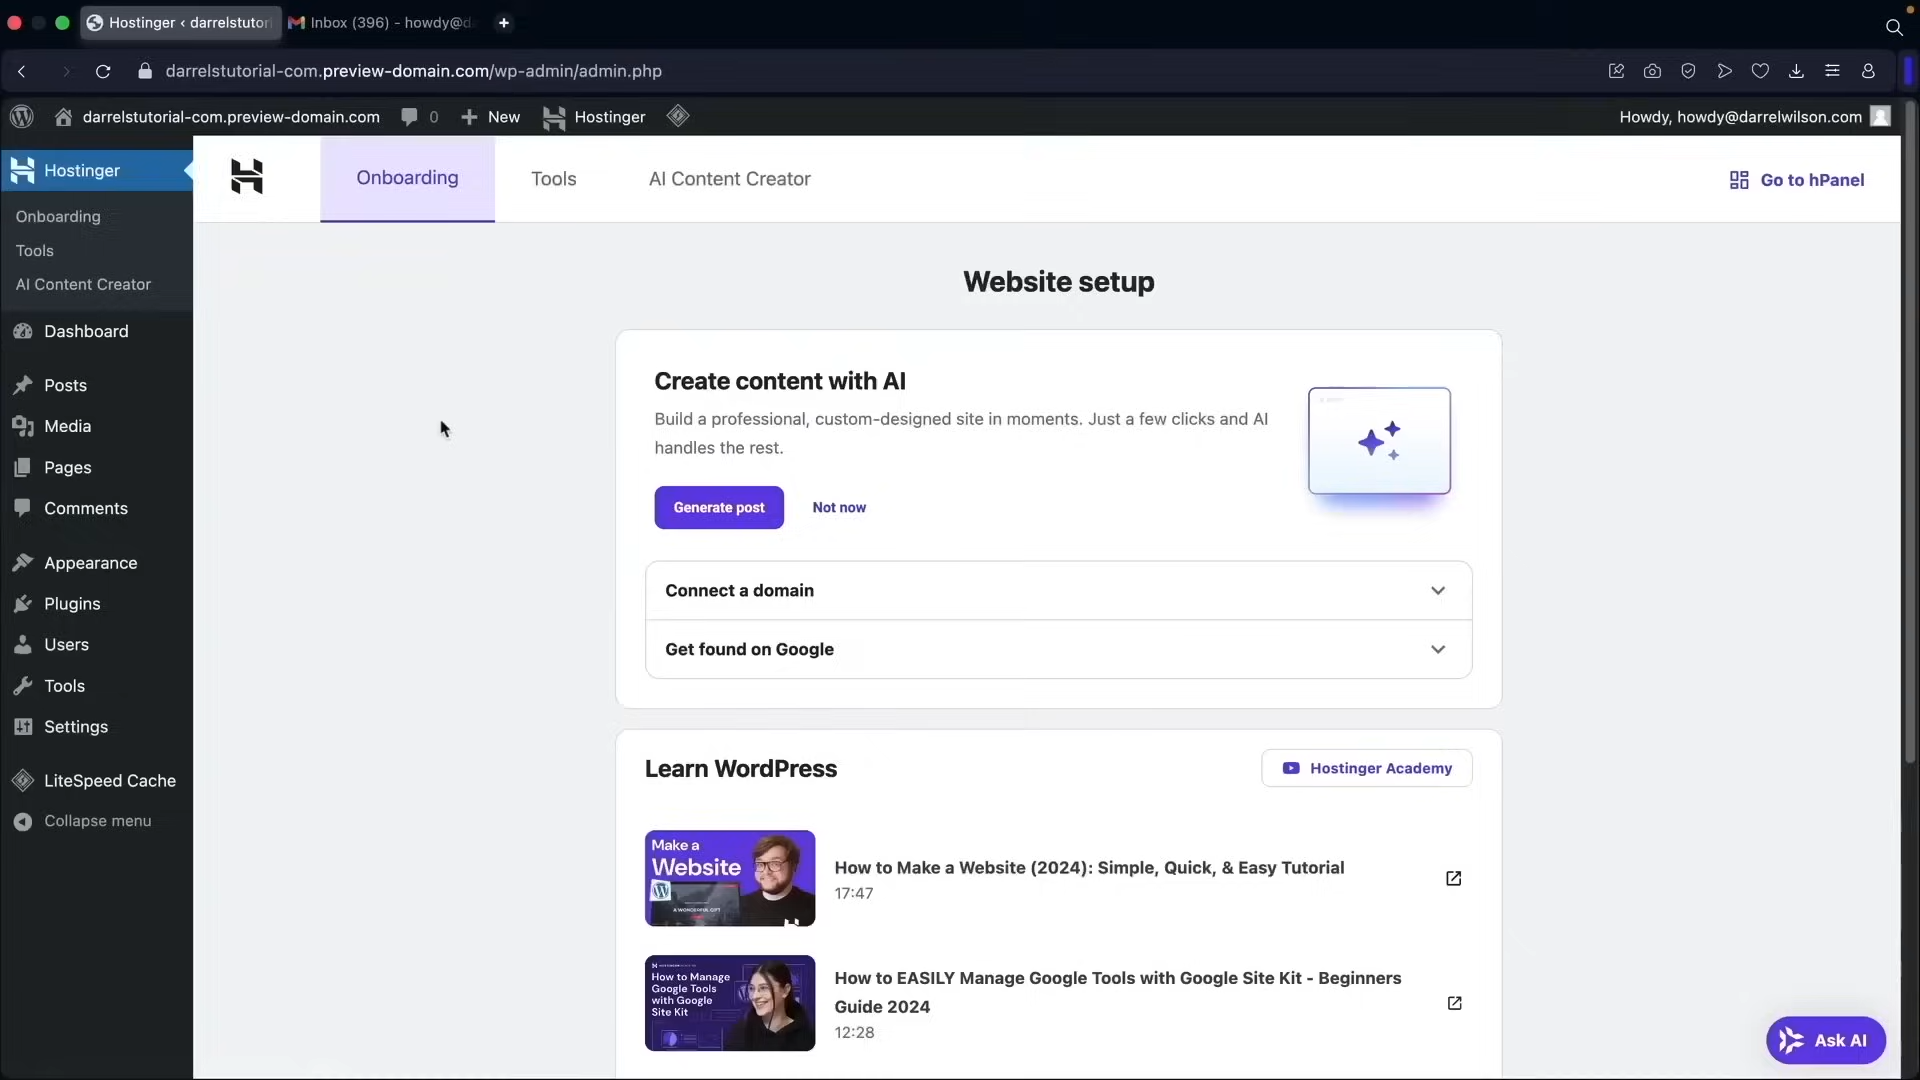 Hostinger ‹ darrelstutor
Inbox (396) - howdy@d
darrelstutorial-com.preview-domain.com/wp-admin/admin.php
darrelstutorial-com.preview-domain.com 0 New Hostinger Howdy, howdy@darrelwilson.com
Hostinger
Onboarding
Tools
AI Content Creator
Dashboard
Posts
Media
Pages
Comments
Appearance
Plugins
Users
Tools
Settings
LiteSpeed Cache
Collapse menu
Onboarding Tools AI Content Creator Go to hPanel
Website setup
Create content with AI
Build a professional, custom-designed site in moments. Just a few clicks and AI
handles the rest.
Generate post Not now
Connect a domain
Get found on Google
Learn WordPress
Hostinger Academy
Make a
Website
A WONDERFUL GIFT
How to Make a Website (2024): Simple, Quick, & Easy Tutorial
17:47
How to Manage
Google Tools
with Google
Site Kit
How to EASILY Manage Google Tools with Google Site Kit - Beginners
Guide 2024
12:28
Ask AI